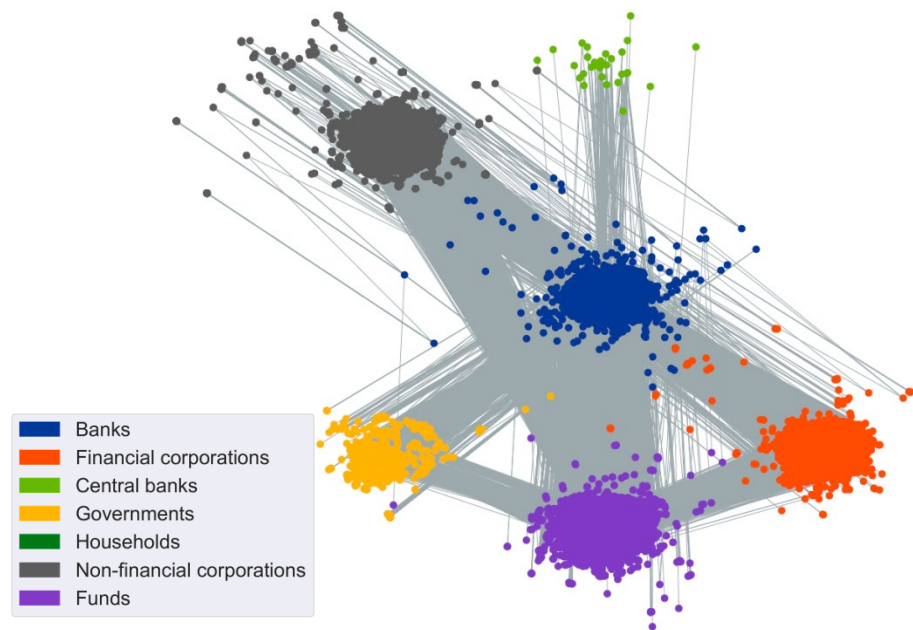 Banks
Financial corporations
Central banks
Governments
Households
Non-financial corporations
Funds